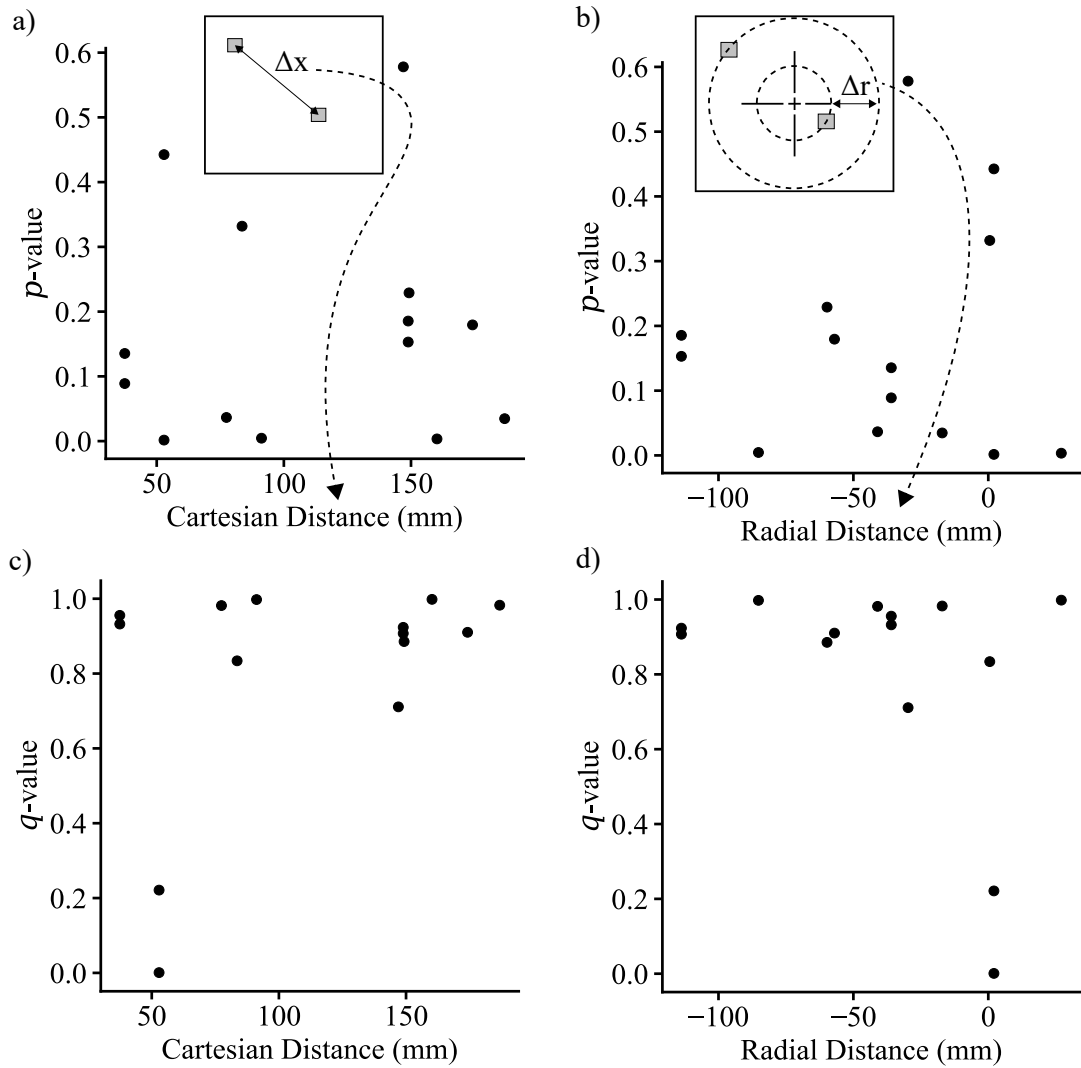 a)
Δx
0.6
0.5
0.4
0.3
0.2
0.1
0.0
p-value
50
100
150
Cartesian Distance (mm)
b)
Δr
0.6
0.5
0.4
0.3
0.2
0.1
0.0
p-value
−100
−50
0
Radial Distance (mm)
c)
1.0
0.8
0.6
0.4
0.2
0.0
q-value
50
100
150
Cartesian Distance (mm)
d)
1.0
0.8
0.6
0.4
0.2
0.0
q-value
−100
−50
0
Radial Distance (mm)